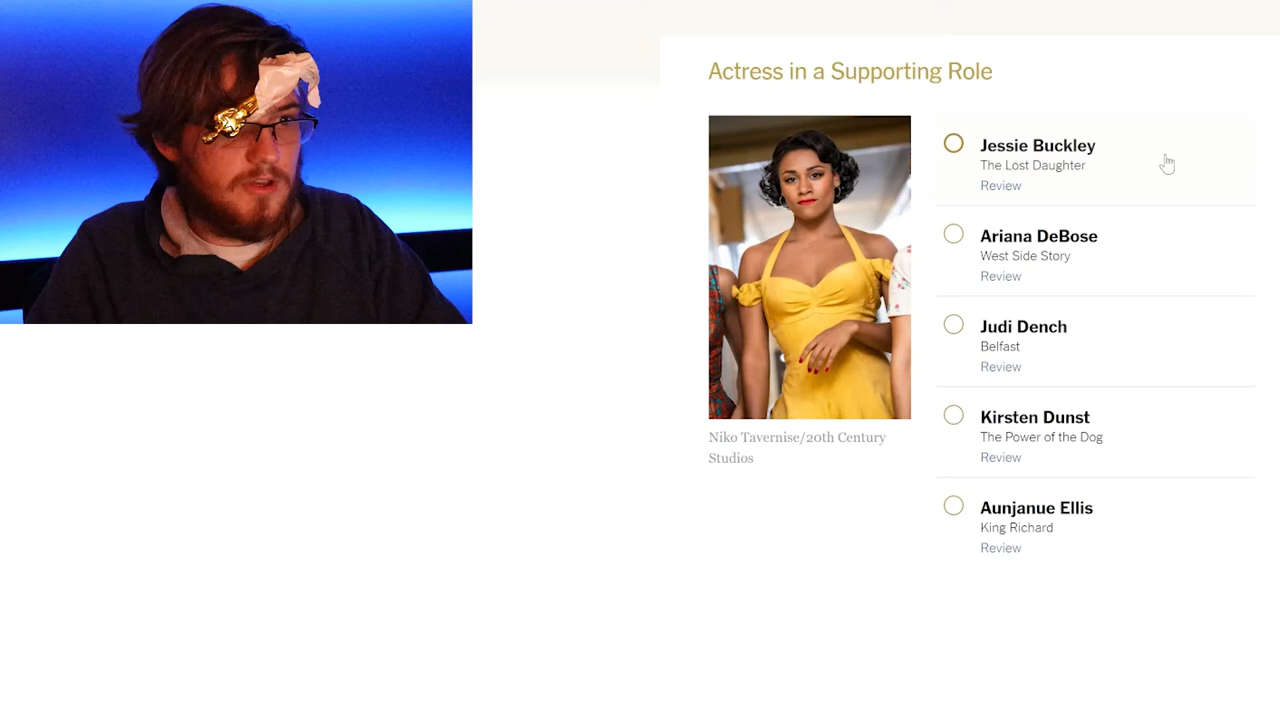 Actress in a Supporting Role
Jessie Buckley
The Lost Daughter
Review
Ariana DeBose
West Side Story
Review
Judi Dench
Belfast
Review
Kirsten Dunst
The Power of the Dog
Review
Aunjanue Ellis
King Richard
Review
Niko Tavernise/20th Century
Studios